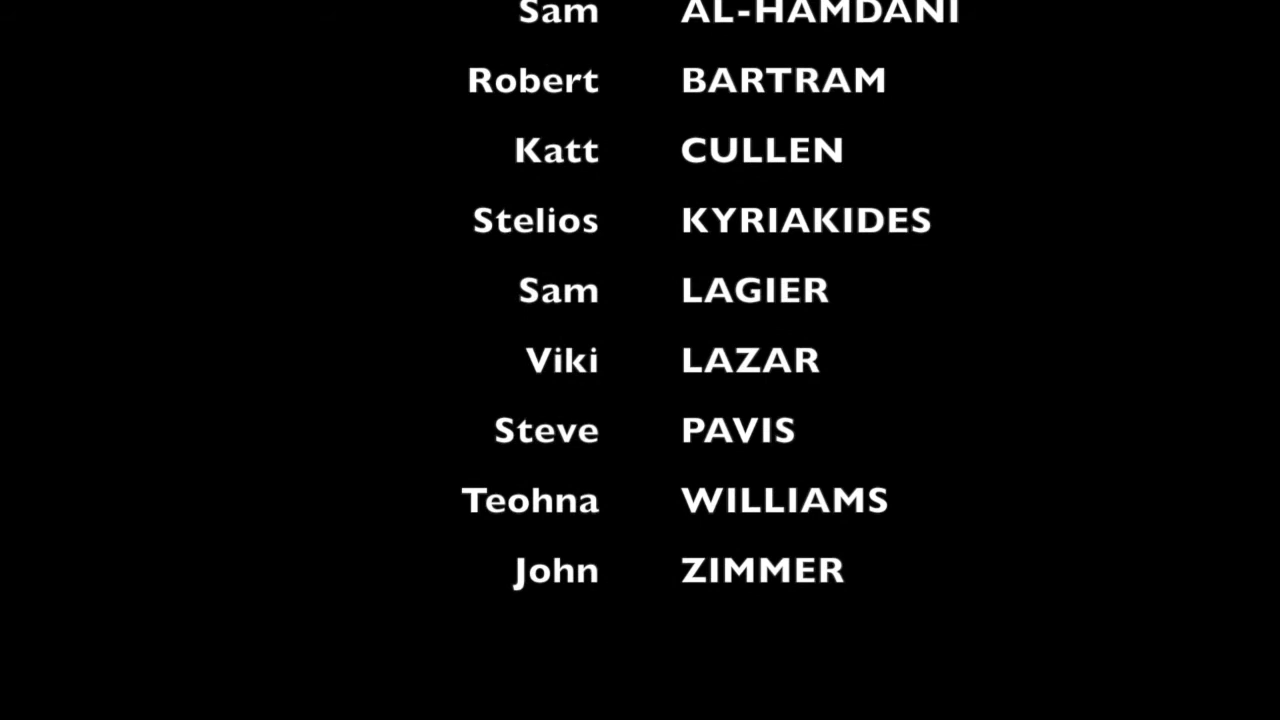 Sam AL-HAMDANI
Robert BARTRAM
Katt CULLEN
Stelios KYRIAKIDES
Sam LAGIER
Viki LAZAR
Steve PAVIS
Teohna WILLIAMS
John ZIMMER